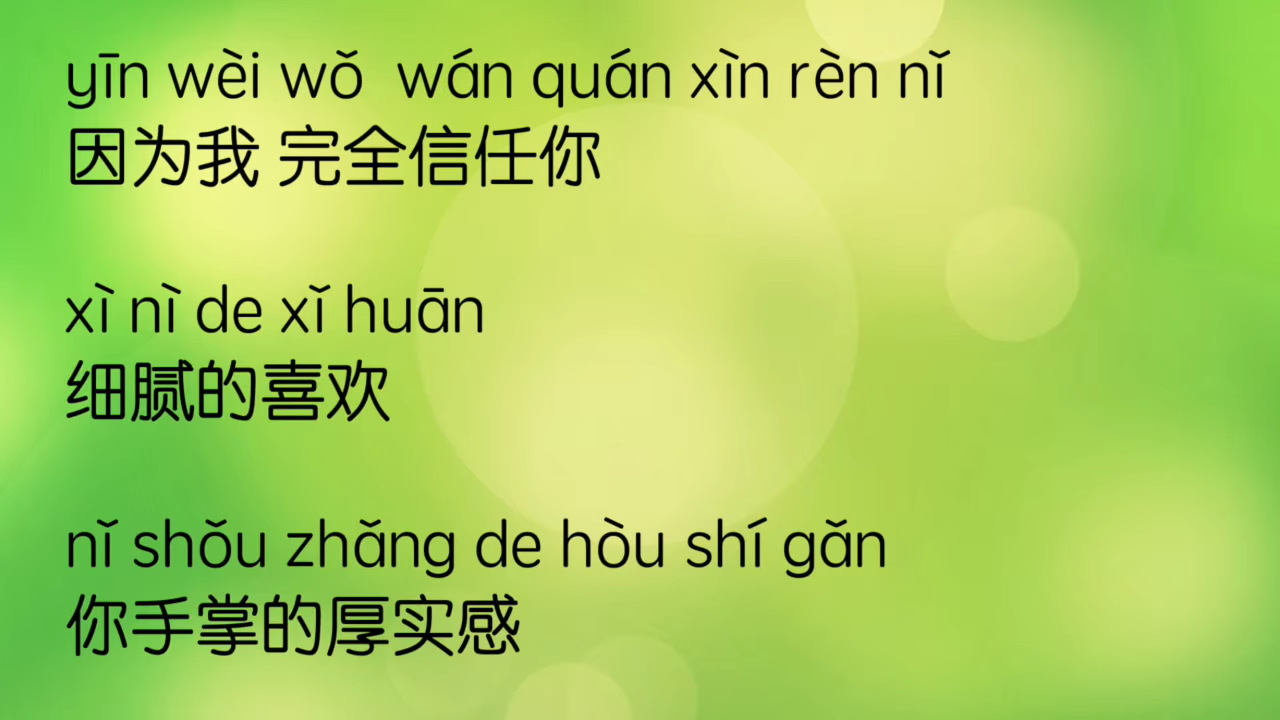 yīn wèi wǒ  wán quán xìn rèn nǐ
因为我 完全信任你
xì nì de xǐ huān
细腻的喜欢
nǐ shǒu zhǎng de hòu shí gǎn
你手掌的厚实感